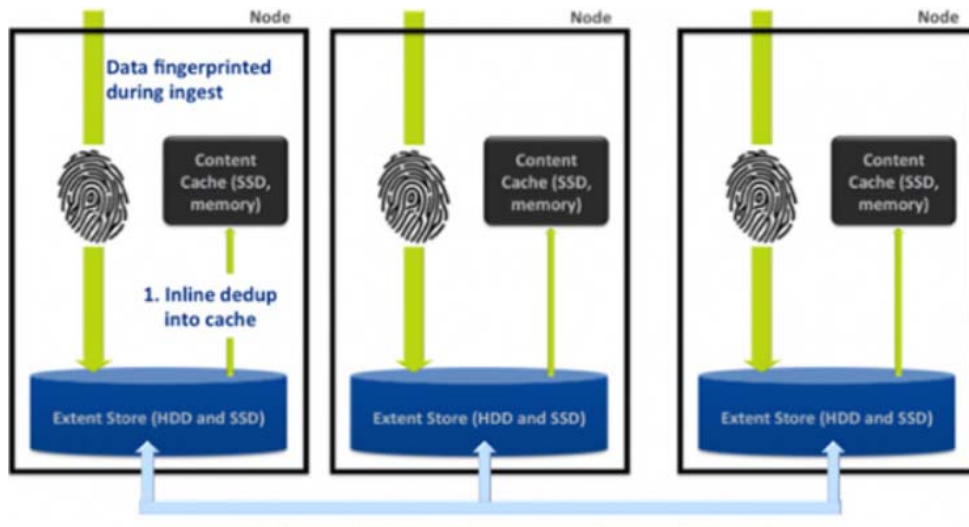 Node
Data fingerprinted
during ingest
Content
Cache (SSD,
memory)
1. Inline dedup
into cache
Extent Store (HDD and SSD)
Node
Content
Cache (SSD,
memory)
Extent Store (HDD and SSD)
Node
Content
Cache (SSD,
memory)
Extent Store (HDD and SSD)